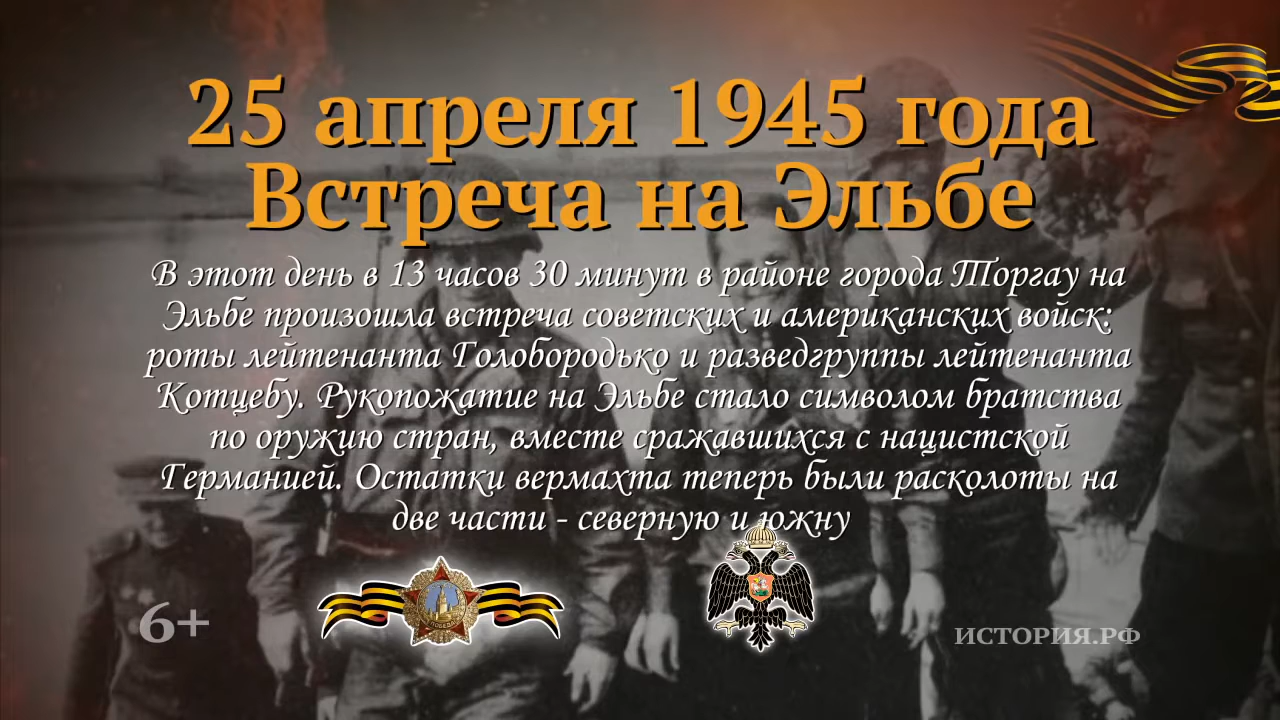 25 апреля 1945 года
Встреча на Эльбе
В этот день в 13 часов 30 минут в районе города Торгау на
Эльбе произошла встреча советских и американских войск:
роты лейтенанта Голобородько и разведгруппы лейтенанта
Котцебу. Рукопожатие на Эльбе стало символом братства
по оружию стран, вместе сражавшихся с нацистской
Германией. Остатки вермахта теперь были расколоты на
две части - северную и южну
ПОБЕДА
6+
ИСТОРИЯ.РФ